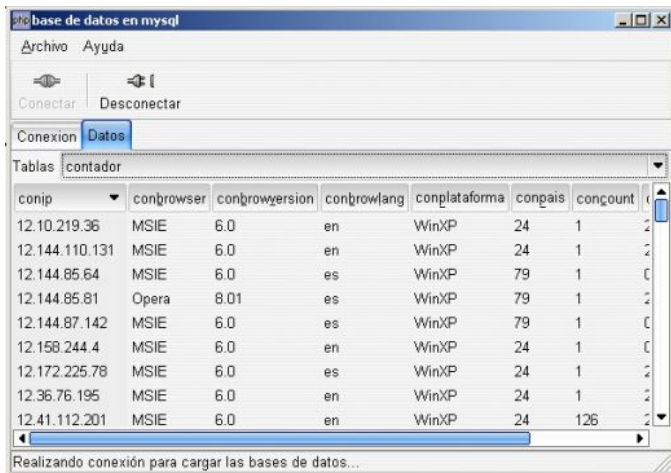 php base de datos en mysql
Archivo Ayuda
Conectar Desconectar
Conexion Datos
Tablas contador
conip conbrowser conbrowversion conbrowlang conplataforma conpais concount
12.10.219.36 MSIE 6.0 en WinXP 24 1
12.144.110.131 MSIE 6.0 en WinXP 24 1
12.144.85.64 MSIE 6.0 es WinXP 79 1
12.144.85.81 Opera 8.01 es WinXP 79 1
12.144.87.142 MSIE 6.0 es WinXP 79 1
12.158.244.4 MSIE 6.0 en WinXP 24 1
12.172.225.78 MSIE 6.0 es WinXP 24 1
12.36.76.195 MSIE 6.0 en WinXP 24 1
12.41.112.201 MSIE 6.0 en WinXP 24 126
Realizando conexión para cargar las bases de datos...